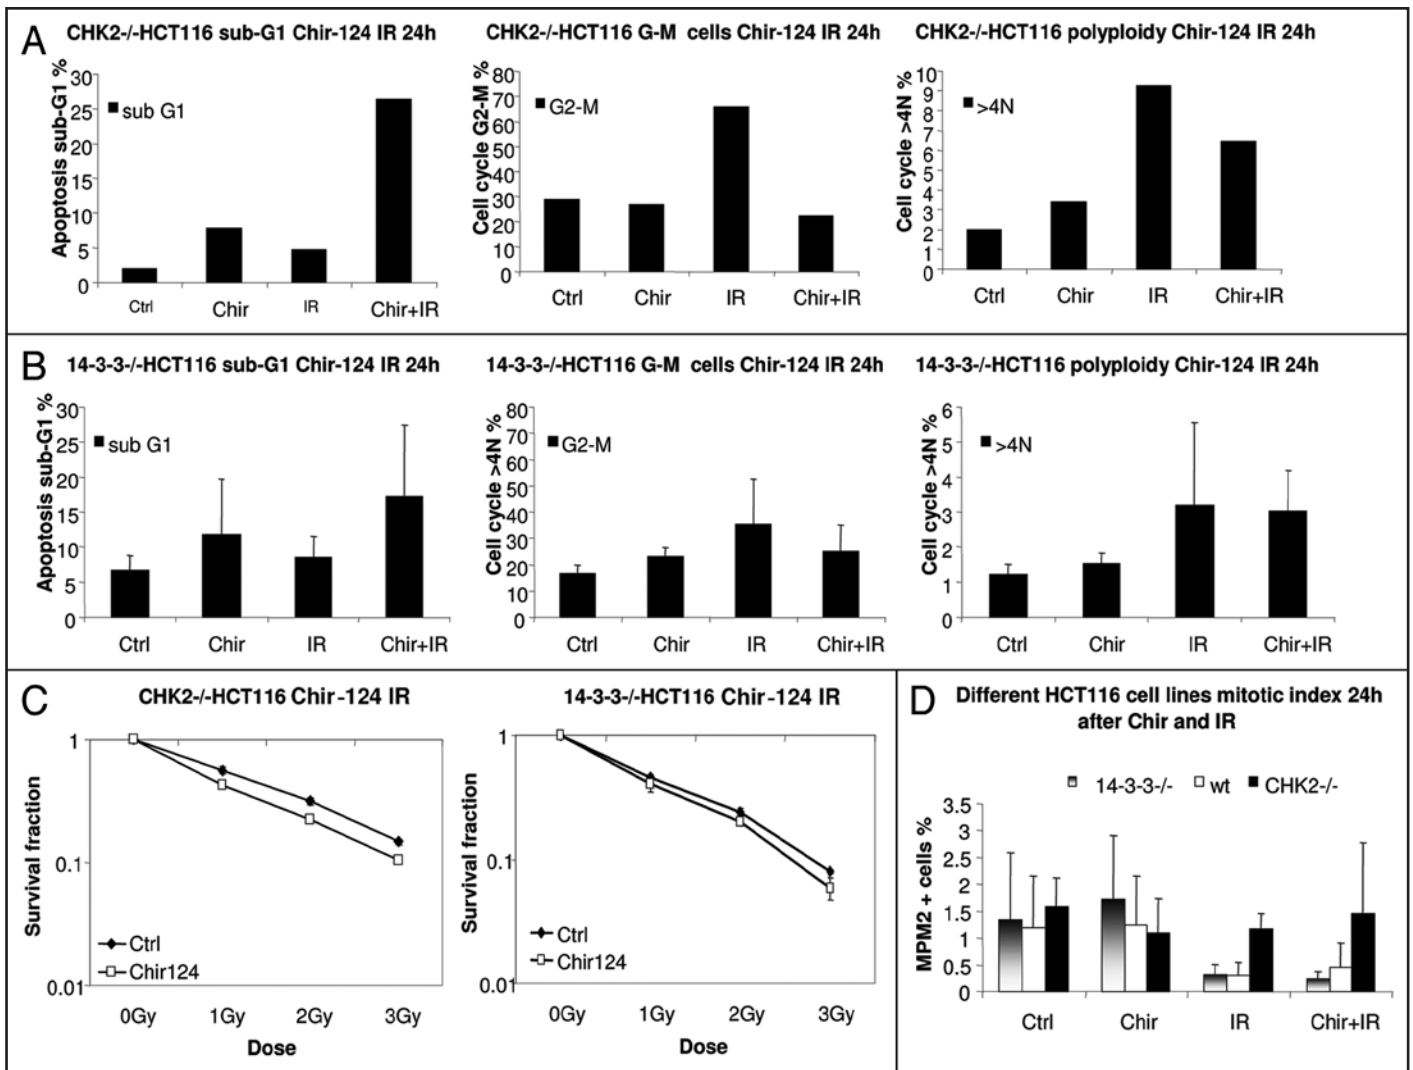 A
CHK2-/-HCT116 sub-G1 Chir-124 IR 24h
Apoptosis sub-G1 %
30
25
20
15
10
5
0
sub G1
Ctrl Chir IR Chir+IR
CHK2-/-HCT116 G-M cells Chir-124 IR 24h
Cell cycle G2-M %
80
70
60
50
40
30
20
10
0
G2-M
Ctrl Chir IR Chir+IR
CHK2-/-HCT116 polyploidy Chir-124 IR 24h
Cell cycle >4N %
10
9
8
7
6
5
4
3
2
1
0
>4N
Ctrl Chir IR Chir+IR
B
14-3-3-/-HCT116 sub-G1 Chir-124 IR 24h
Apoptosis sub-G1 %
30
25
20
15
10
5
0
sub G1
Ctrl Chir IR Chir+IR
14-3-3-/-HCT116 G-M cells Chir-124 IR 24h
Cell cycle >4N %
80
70
60
50
40
30
20
10
0
G2-M
Ctrl Chir IR Chir+IR
14-3-3-/-HCT116 polyploidy Chir-124 IR 24h
Cell cycle >4N %
6
5
4
3
2
1
0
>4N
Ctrl Chir IR Chir+IR
C
CHK2-/-HCT116 Chir-124 IR
Survival fraction
1
0.1
0.01
Ctrl
Chir124
0Gy 1Gy 2Gy 3Gy
Dose
14-3-3-/-HCT116 Chir-124 IR
Survival fraction
1
0.1
0.01
Ctrl
Chir124
0Gy 1Gy 2Gy 3Gy
Dose
D
Different HCT116 cell lines mitotic index 24h
after Chir and IR
14-3-3-/- wt CHK2-/-
MPM2 + cells %
3.5
3
2.5
2
1.5
1
0.5
0
Ctrl Chir IR Chir+IR